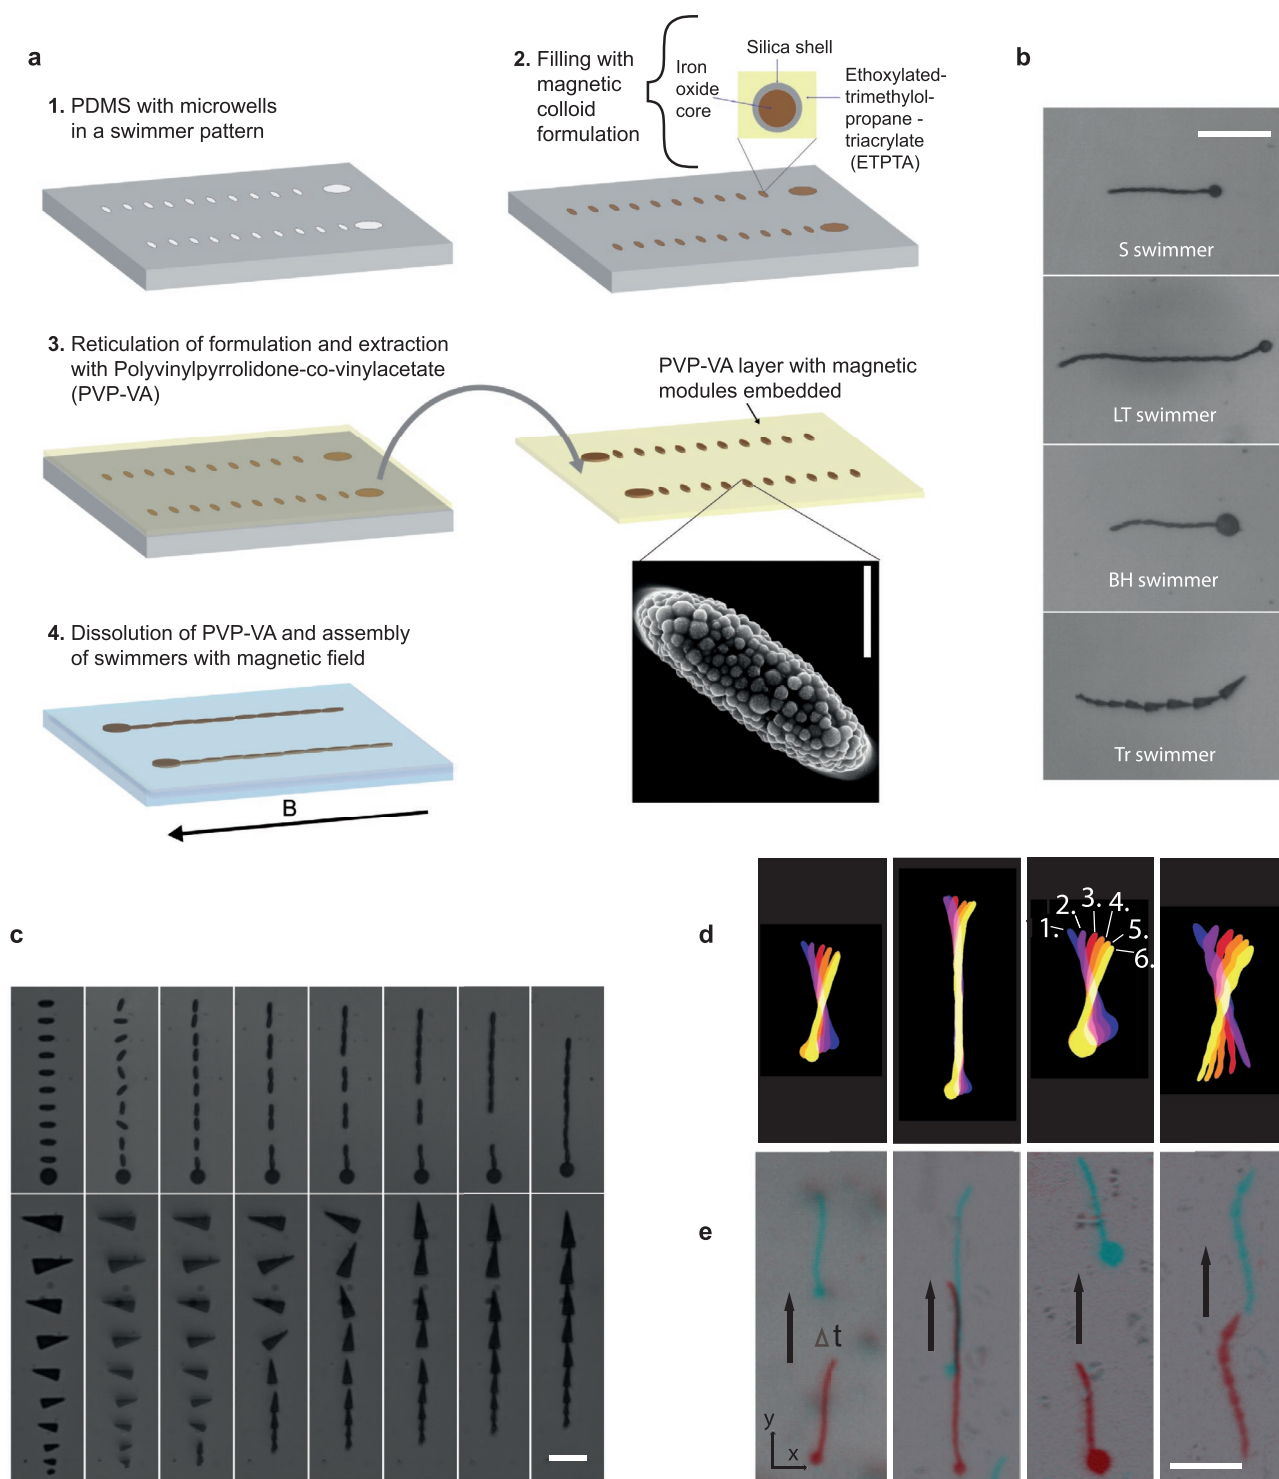 a
1. PDMS with microwells
in a swimmer pattern
2. Filling with
magnetic
colloid
formulation
Silica shell
Iron
oxide
core
Ethoxylated-
trimethylol-
propane -
triacrylate
(ETPTA)
b
S swimmer
LT swimmer
BH swimmer
Tr swimmer
3. Reticulation of formulation and extraction
with Polyvinylpyrrolidone-co-vinylacetate
(PVP-VA)
PVP-VA layer with magnetic
modules embedded
4. Dissolution of PVP-VA and assembly
of swimmers with magnetic field
B
c
d
1.
2.
3.
4.
5.
6.
e
Δ t
y
x